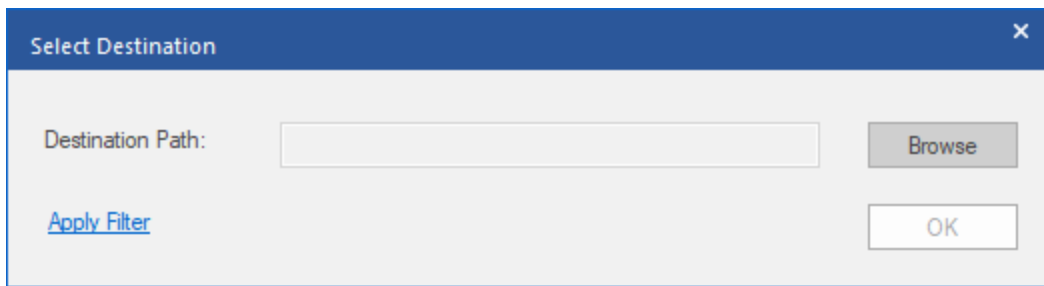 Select Destination
Destination Path:
Browse
Apply Filter
OK